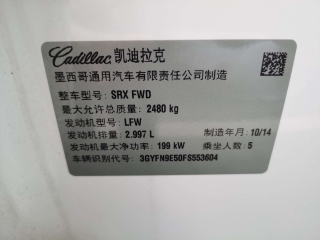 Cadillac 凯迪拉克
墨西哥通用汽车有限责任公司制造
整车型号: SRX FWD
最大允许总质量: 2480 kg
发动机型号: LFW
发动机排量: 2.997 L 制造年月: 10/14
发动机最大净功率: 199 kW 乘坐人数: 5
车辆识别代号: 3GYFN9E50FS553604